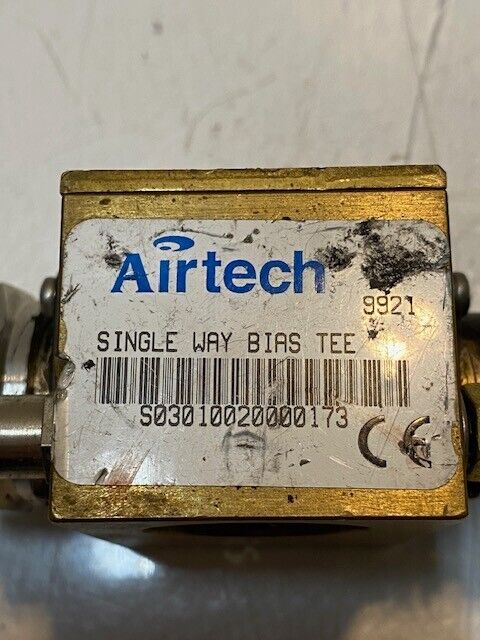 Airtech
9921
SINGLE WAY BIAS TEE
S03010020000173
CE